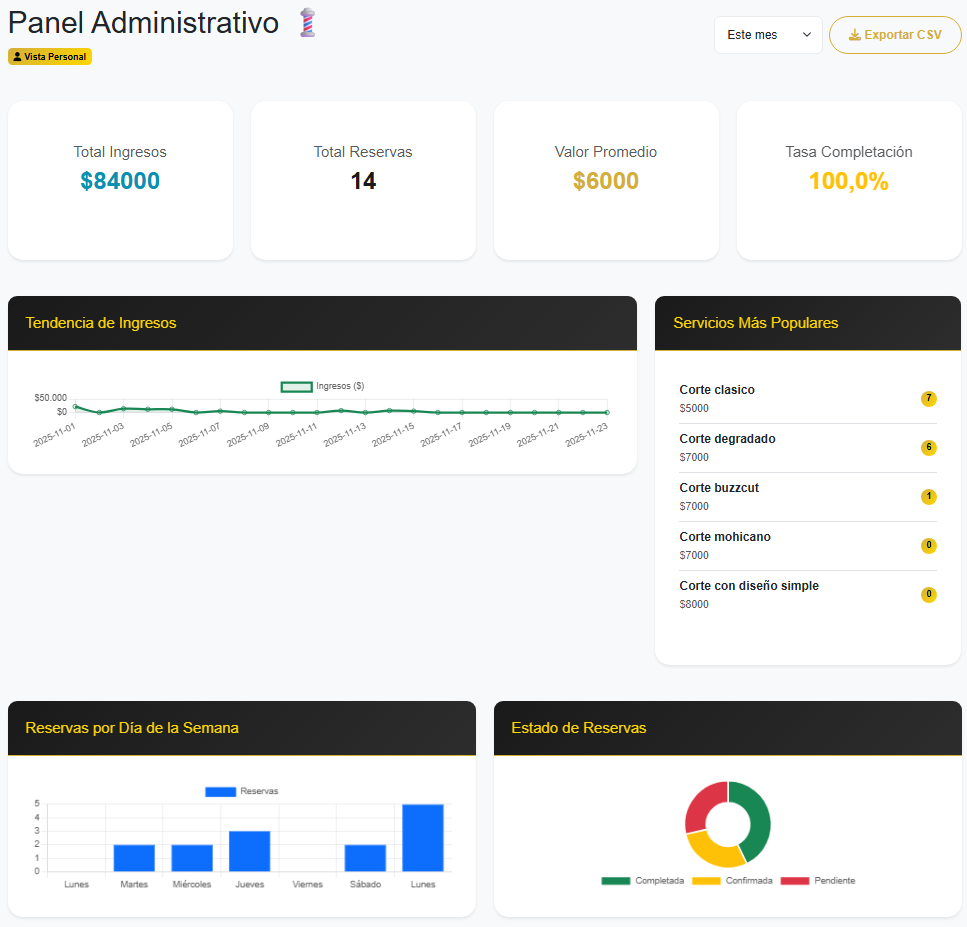 Panel Administrativo
Vista Personal
Este mes
Exportar CSV
Total Ingresos
$84000
Total Reservas
14
Valor Promedio
$6000
Tasa Completación
100,0%
Tendencia de Ingresos
Ingresos ($)
$50.000
$0
2025-11-01
2025-11-03
2025-11-05
2025-11-07
2025-11-09
2025-11-11
2025-11-13
2025-11-15
2025-11-17
2025-11-19
2025-11-21
2025-11-23
Servicios Más Populares
Corte clasico
$5000
7
Corte degradado
$7000
6
Corte buzzcut
$7000
1
Corte mohicano
$7000
0
Corte con diseño simple
$8000
0
Reservas por Día de la Semana
Reservas
5
4
3
2
1
0
Lunes
Martes
Miércoles
Jueves
Viernes
Sábado
Lunes
Estado de Reservas
Completada
Confirmada
Pendiente